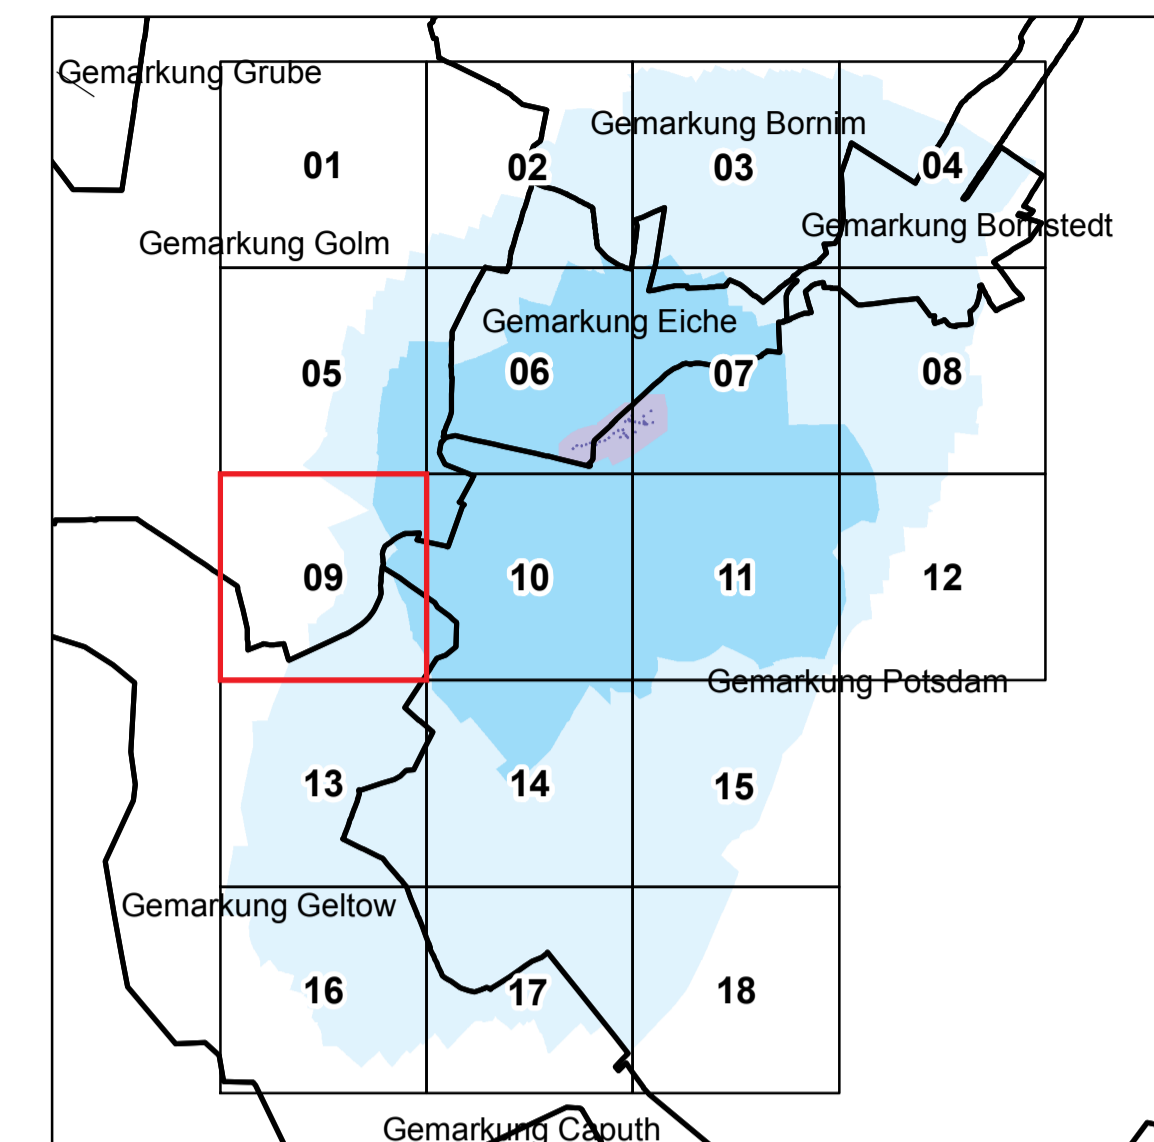 Gemarkung Grube
Gemarkung Bornim
01
02
03
04
Gemarkung Bornstedt
Gemarkung Golm
Gemarkung Eiche
05
06
07
08
09
10
11
12
Gemarkung Potsdam
13
14
15
Gemarkung Geltow
16
17
18
Gemarkung Caputh